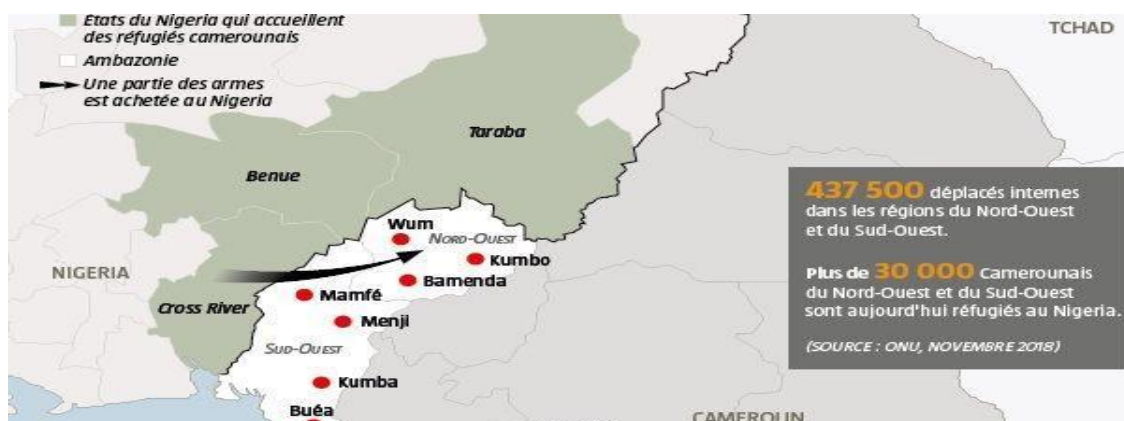 Etats du Nigeria qui accueillent
des réfugiés camerounais
Ambazonie
Une partie des armes
est achetée au Nigeria
TCHAD
Taraba
Benue
437 500 déplacés internes
dans les régions du Nord-Ouest
et du Sud-Ouest.
Plus de 30 000 Camerounais
du Nord-Ouest et du Sud-Ouest
sont aujourd'hui réfugiés au Nigeria.
(SOURCE : ONU, NOVEMBRE 2018)
Wum
NORD-OUEST
Kumbo
NIGERIA
Bamenda
Mamfé
Cross River
Menji
SUD-OUEST
Kumba
Buéa
CAMEROUN